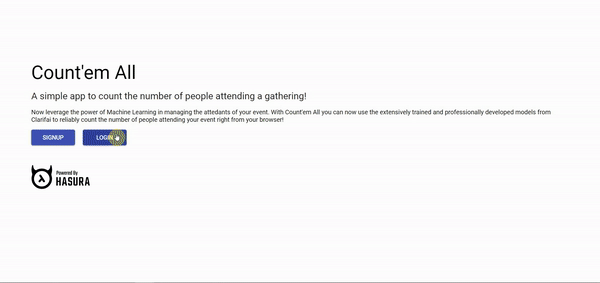 Count'em All
A simple app to count the number of people attending a gathering!
Now leverage the power of Machine Learning in managing the attedants of your event. With Count'em All you can now use the extensively trained and professionally developed models from
Clarifai to reliably count the number of people attending your event right from your browser!
SIGNUP LOGIN
Powered By
HASURA